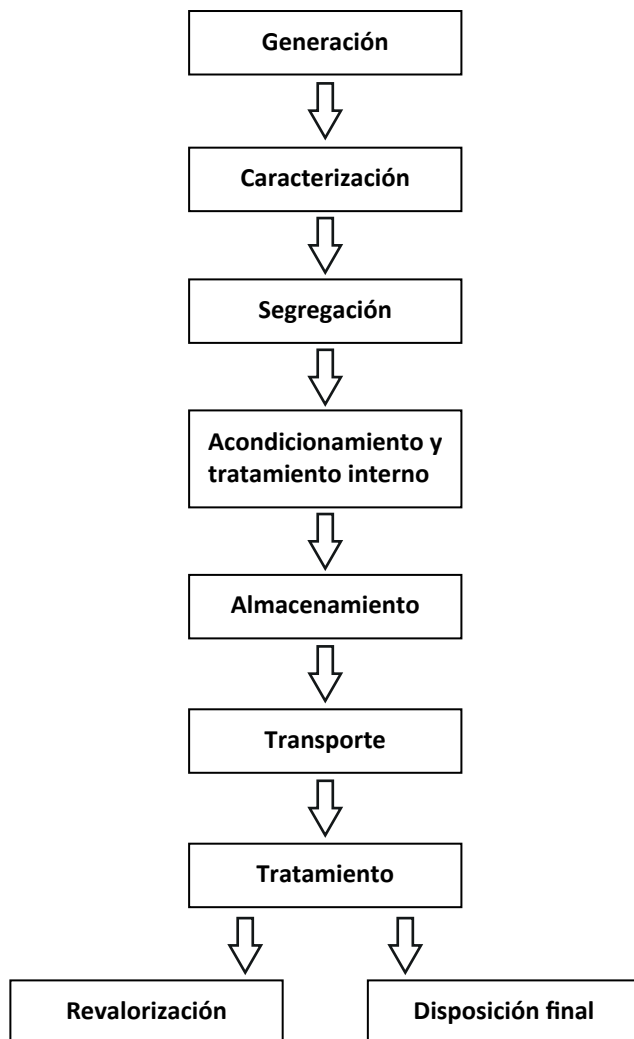 Generación
Caracterización
Segregación
Acondicionamiento y
tratamiento interno
Almacenamiento
Transporte
Tratamiento
Revalorización
Disposición final